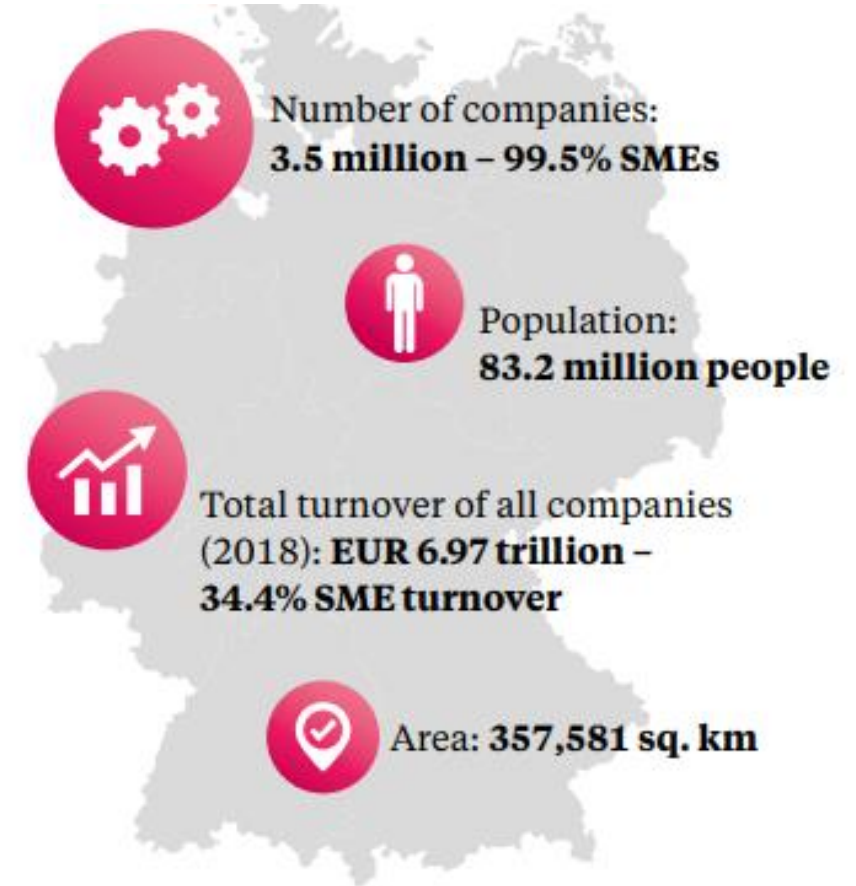 Number of companies:
3.5 million – 99.5% SMEs
Population:
83.2 million people
Total turnover of all companies
(2018): EUR 6.97 trillion –
34.4% SME turnover
Area: 357,581 sq. km